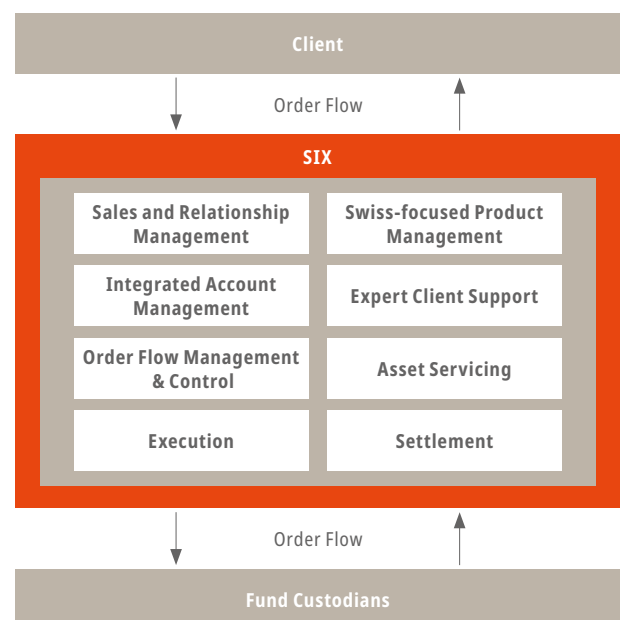 Client
Order Flow
SIX
Sales and Relationship
Management
Swiss-focused Product
Management
Integrated Account
Management
Expert Client Support
Order Flow Management
& Control
Asset Servicing
Execution
Settlement
Order Flow
Fund Custodians